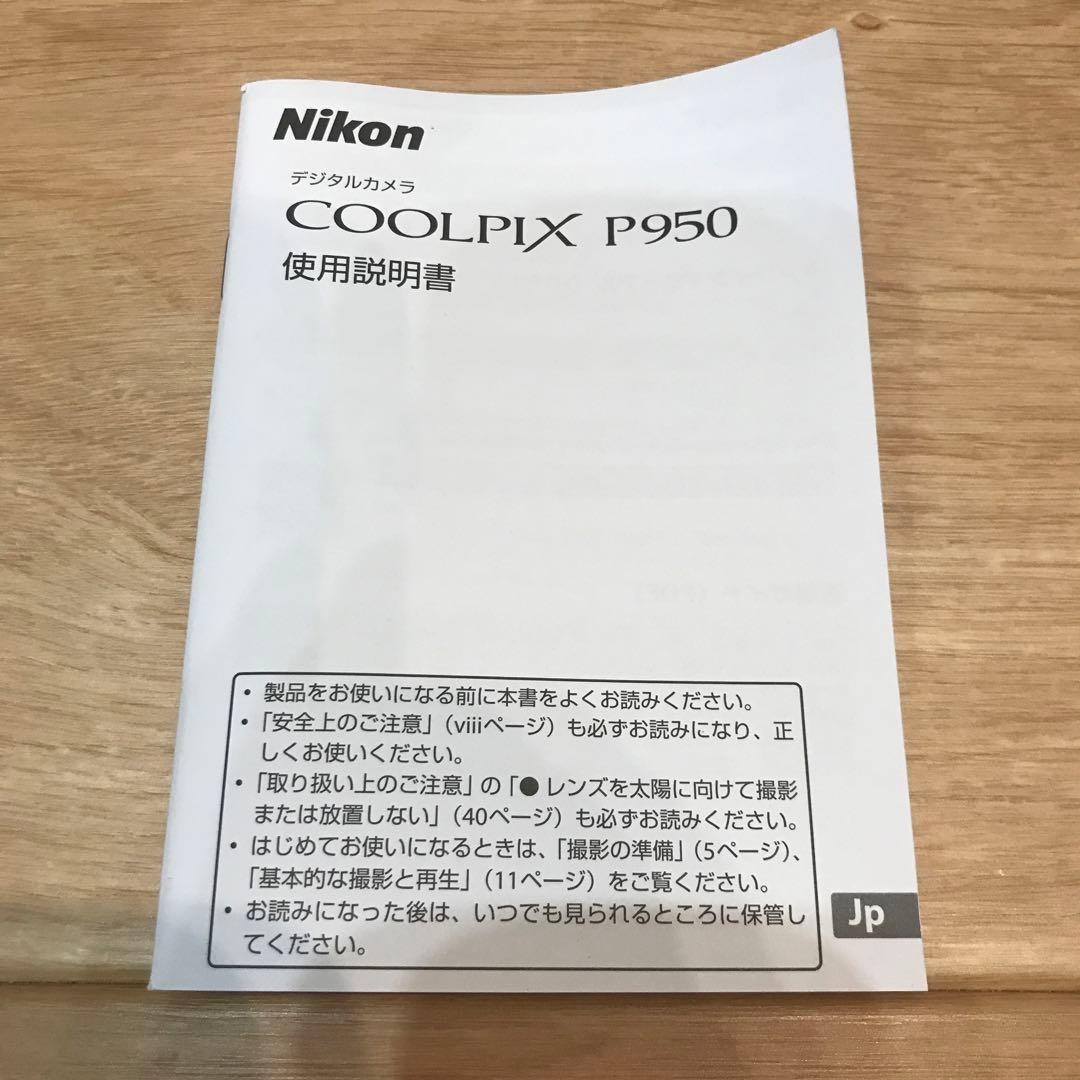 Nikon
デジタルカメラ
COOLPIX P950
使用説明書
• 製品をお使いになる前に本書をよくお読みください。
• 「安全上のご注意」（viiiページ）も必ずお読みになり、正
しくお使いください。
• 「取り扱い上のご注意」の「● レンズを太陽に向けて撮影
または放置しない」（40ページ）も必ずお読みください。
• はじめてお使いになるときは、「撮影の準備」（5ページ）、
「基本的な撮影と再生」（11ページ）をご覧ください。
• お読みになった後は、いつでも見られるところに保管し
てください。
Jp